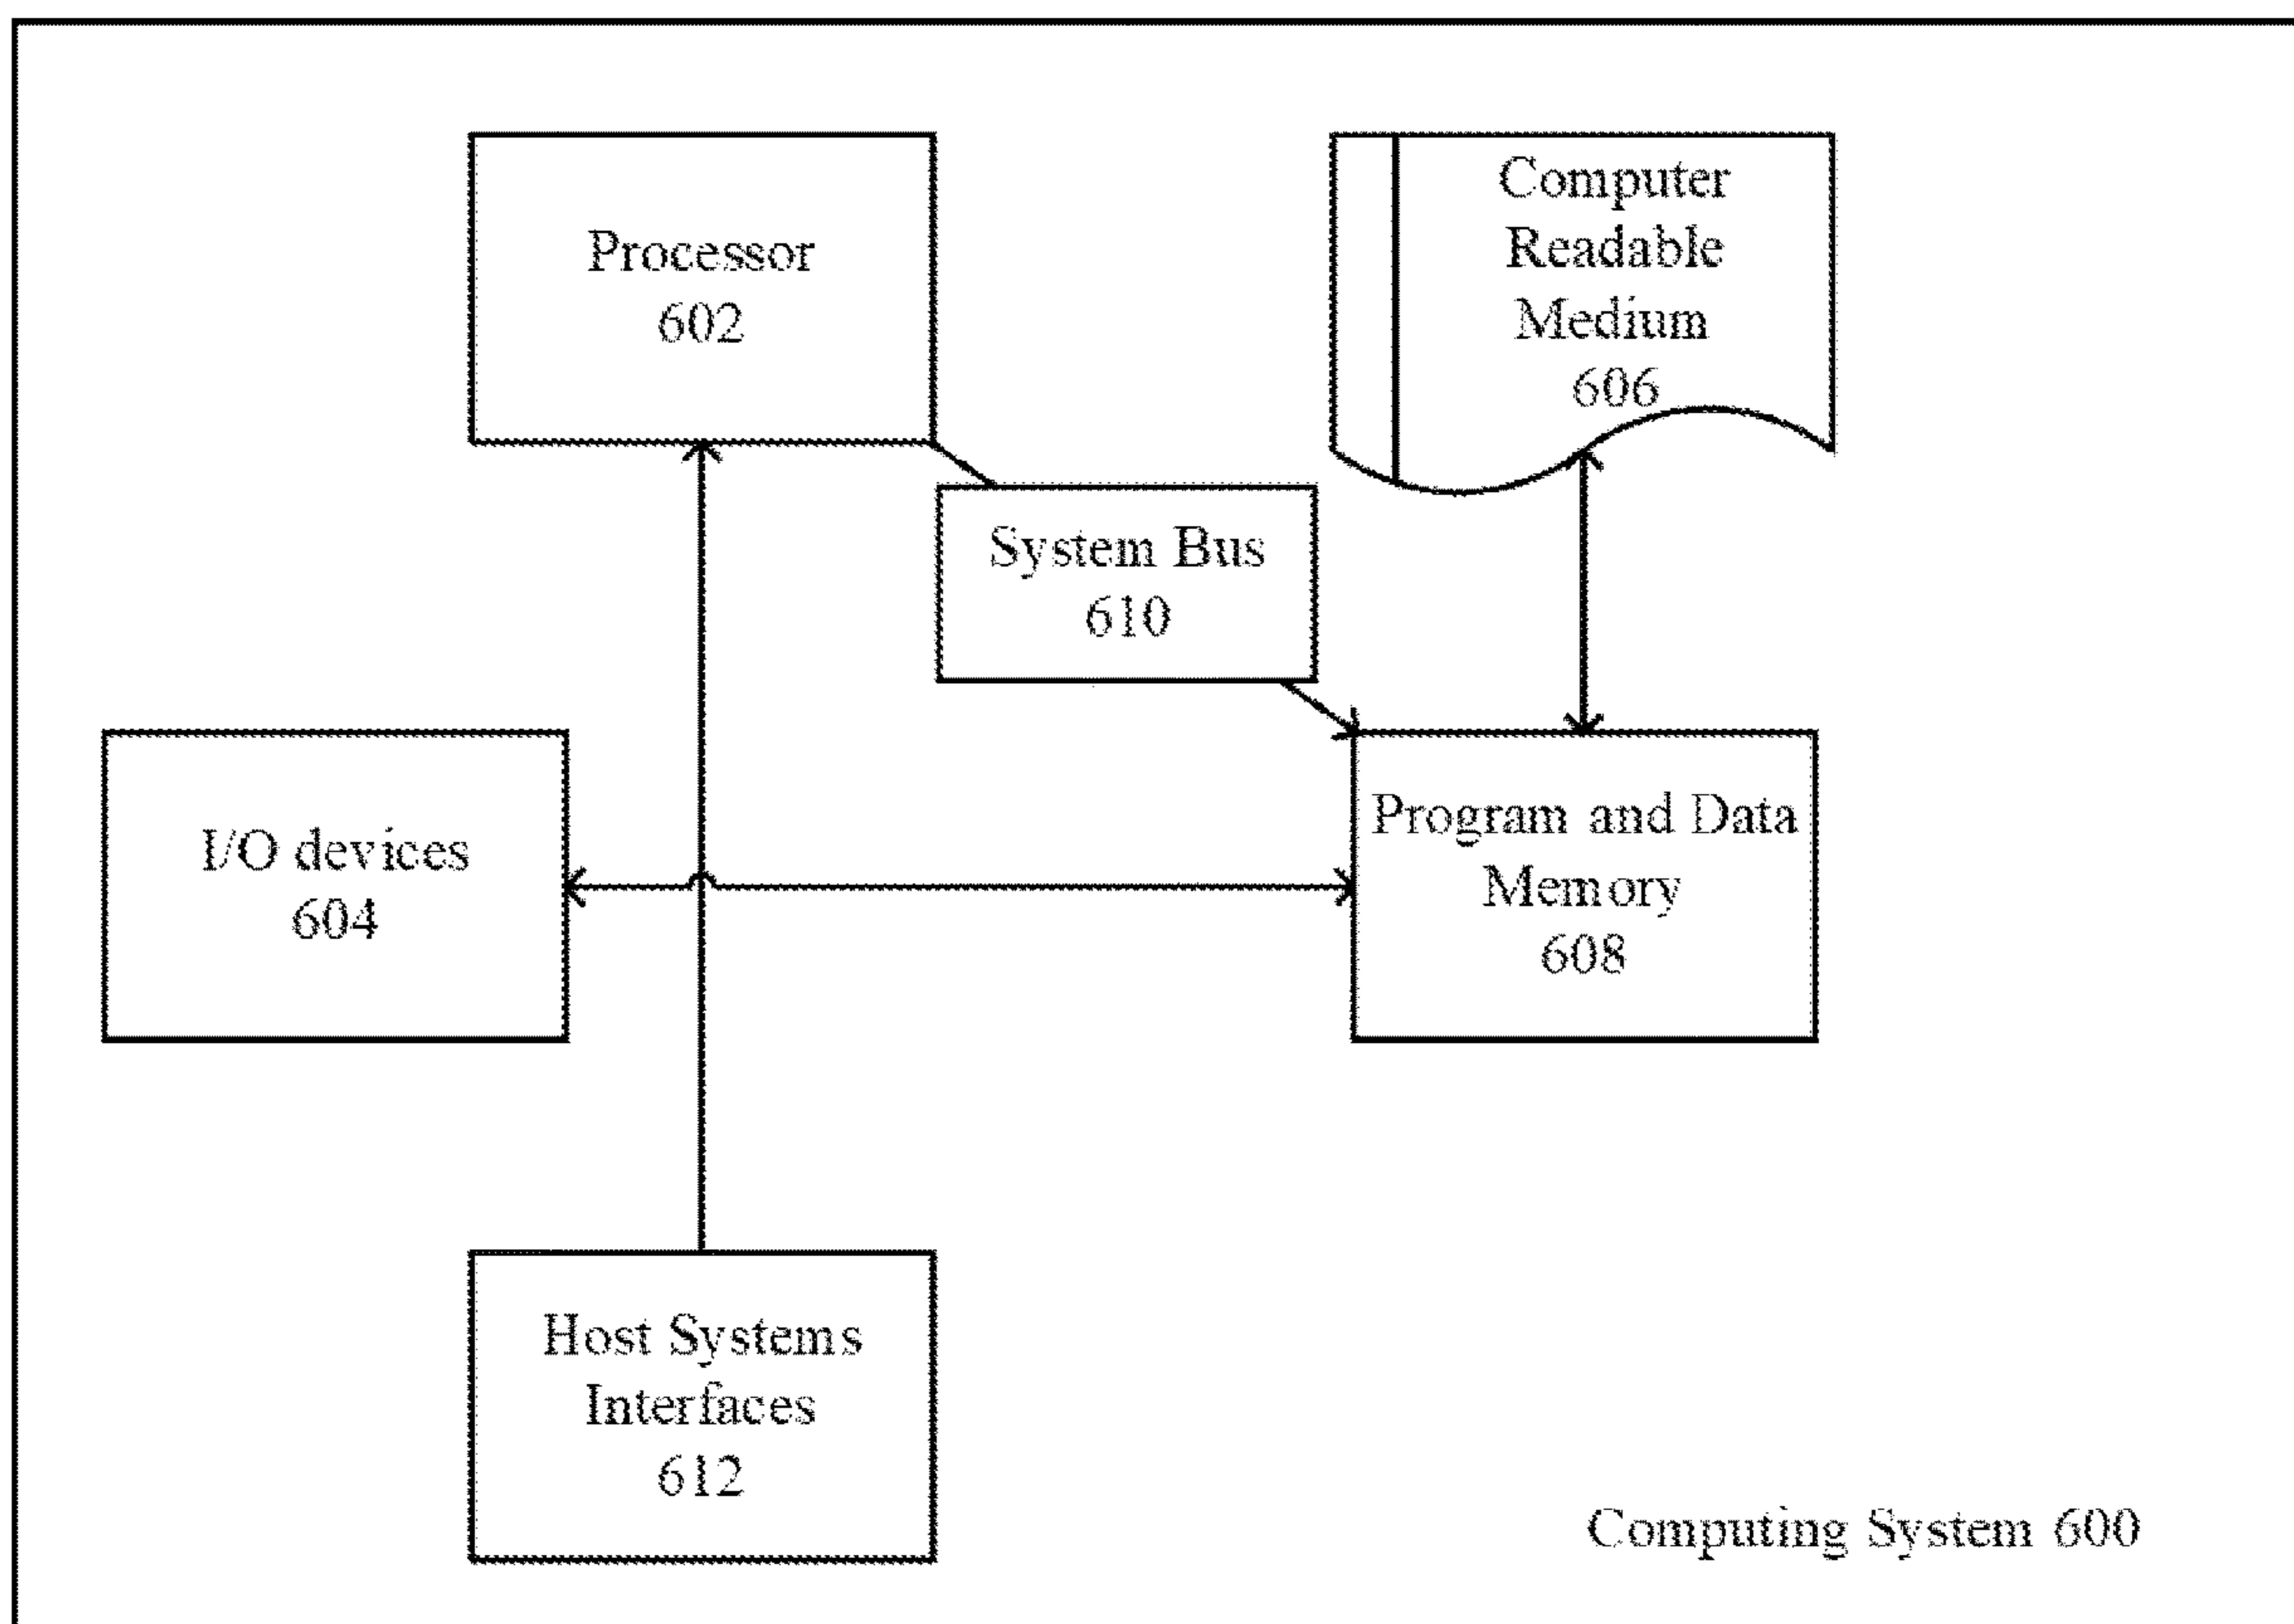 Processor
602
Computer
Readable
Medium
606
System Bus
610
I/O devices
604
Program and Data
Memory
608
Host Systems
Interfaces
612
Computing System 600